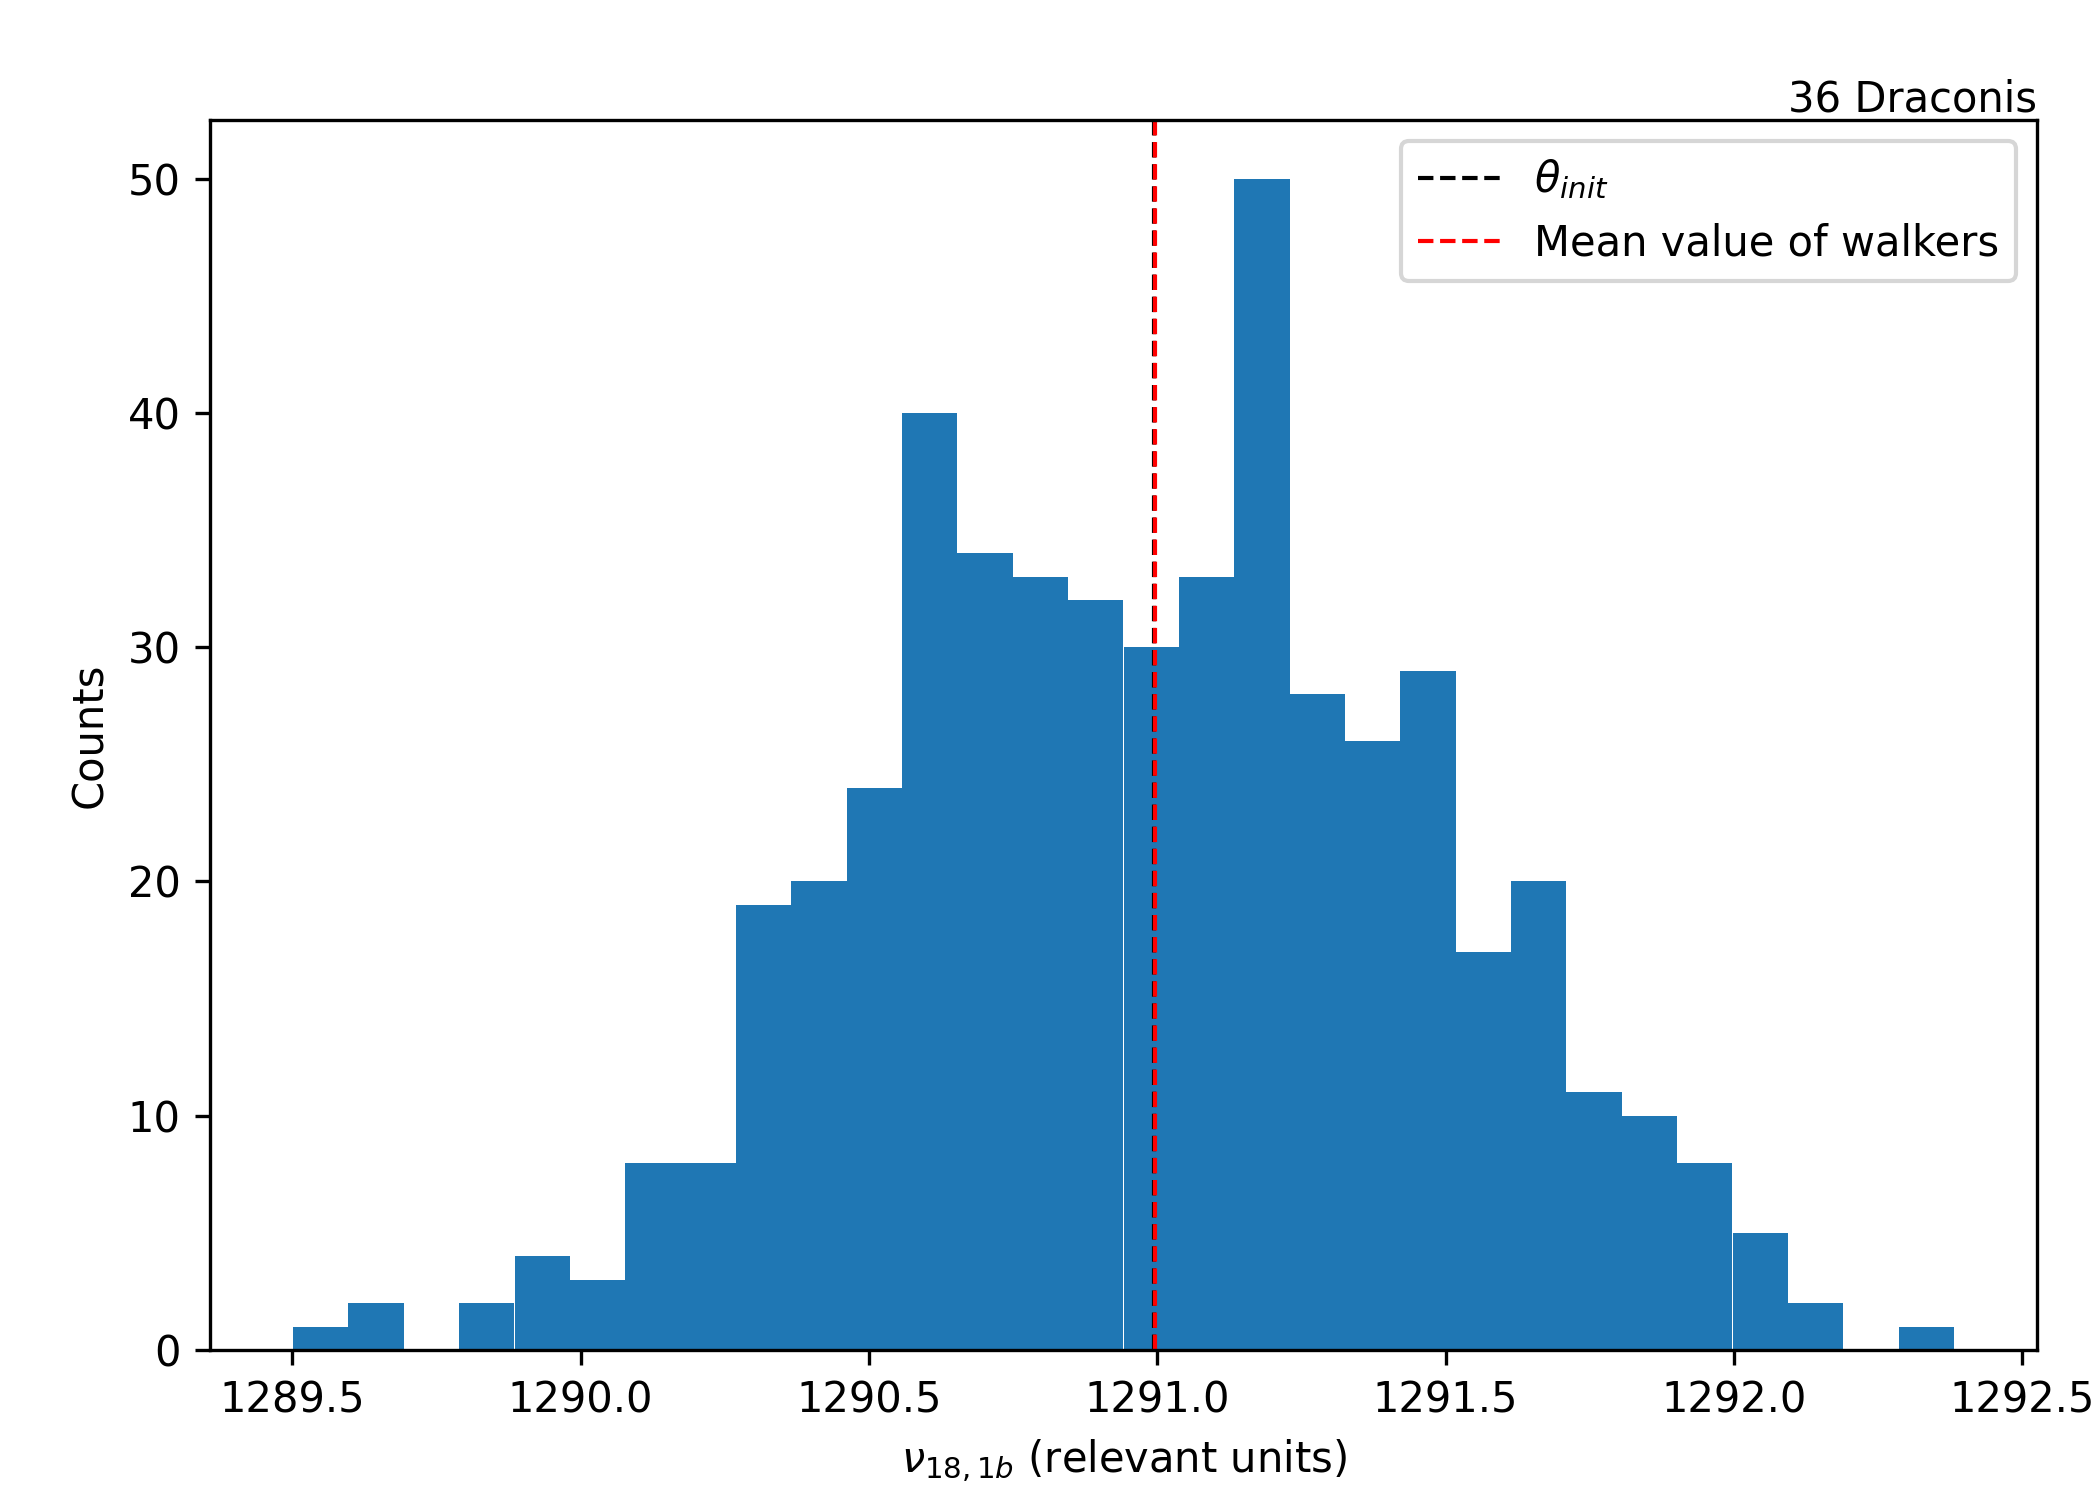 36 Draconis
θinit
Mean value of walkers
50
40
30
20
10
0
Counts
1289.5 1290.0 1290.5 1291.0 1291.5 1292.0 1292.5
ν18,1b (relevant units)